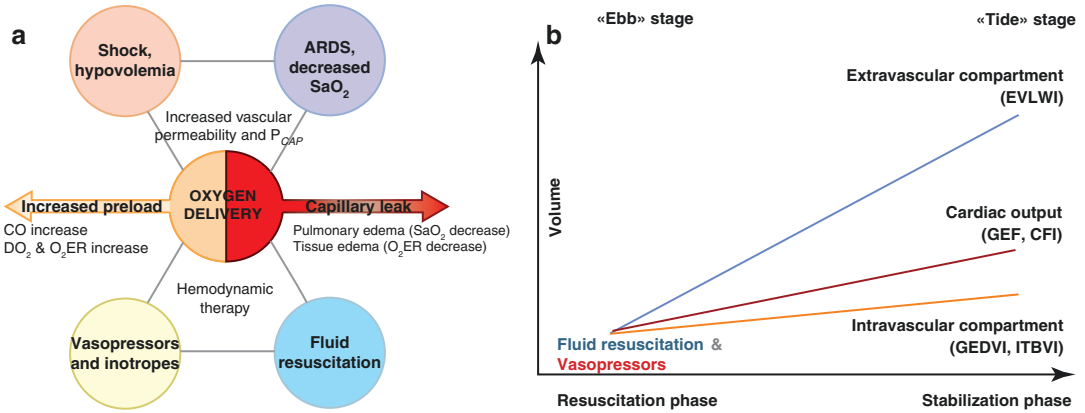 a
Shock,
hypovolemia
ARDS,
decreased
SaO2
Increased vascular
permeability and PCAP
OXYGEN
DELIVERY
Increased preload
Capillary leak
CO increase
DO2 & O2ER increase
Pulmonary edema (SaO2 decrease)
Tissue edema (O2ER decrease)
Hemodynamic
therapy
Vasopressors
and inotropes
Fluid
resuscitation
b
«Ebb» stage
«Tide» stage
Volume
Extravascular compartment
(EVLWI)
Cardiac output
(GEF, CFI)
Intravascular compartment
(GEDVI, ITBVI)
Fluid resuscitation &
Vasopressors
Resuscitation phase
Stabilization phase